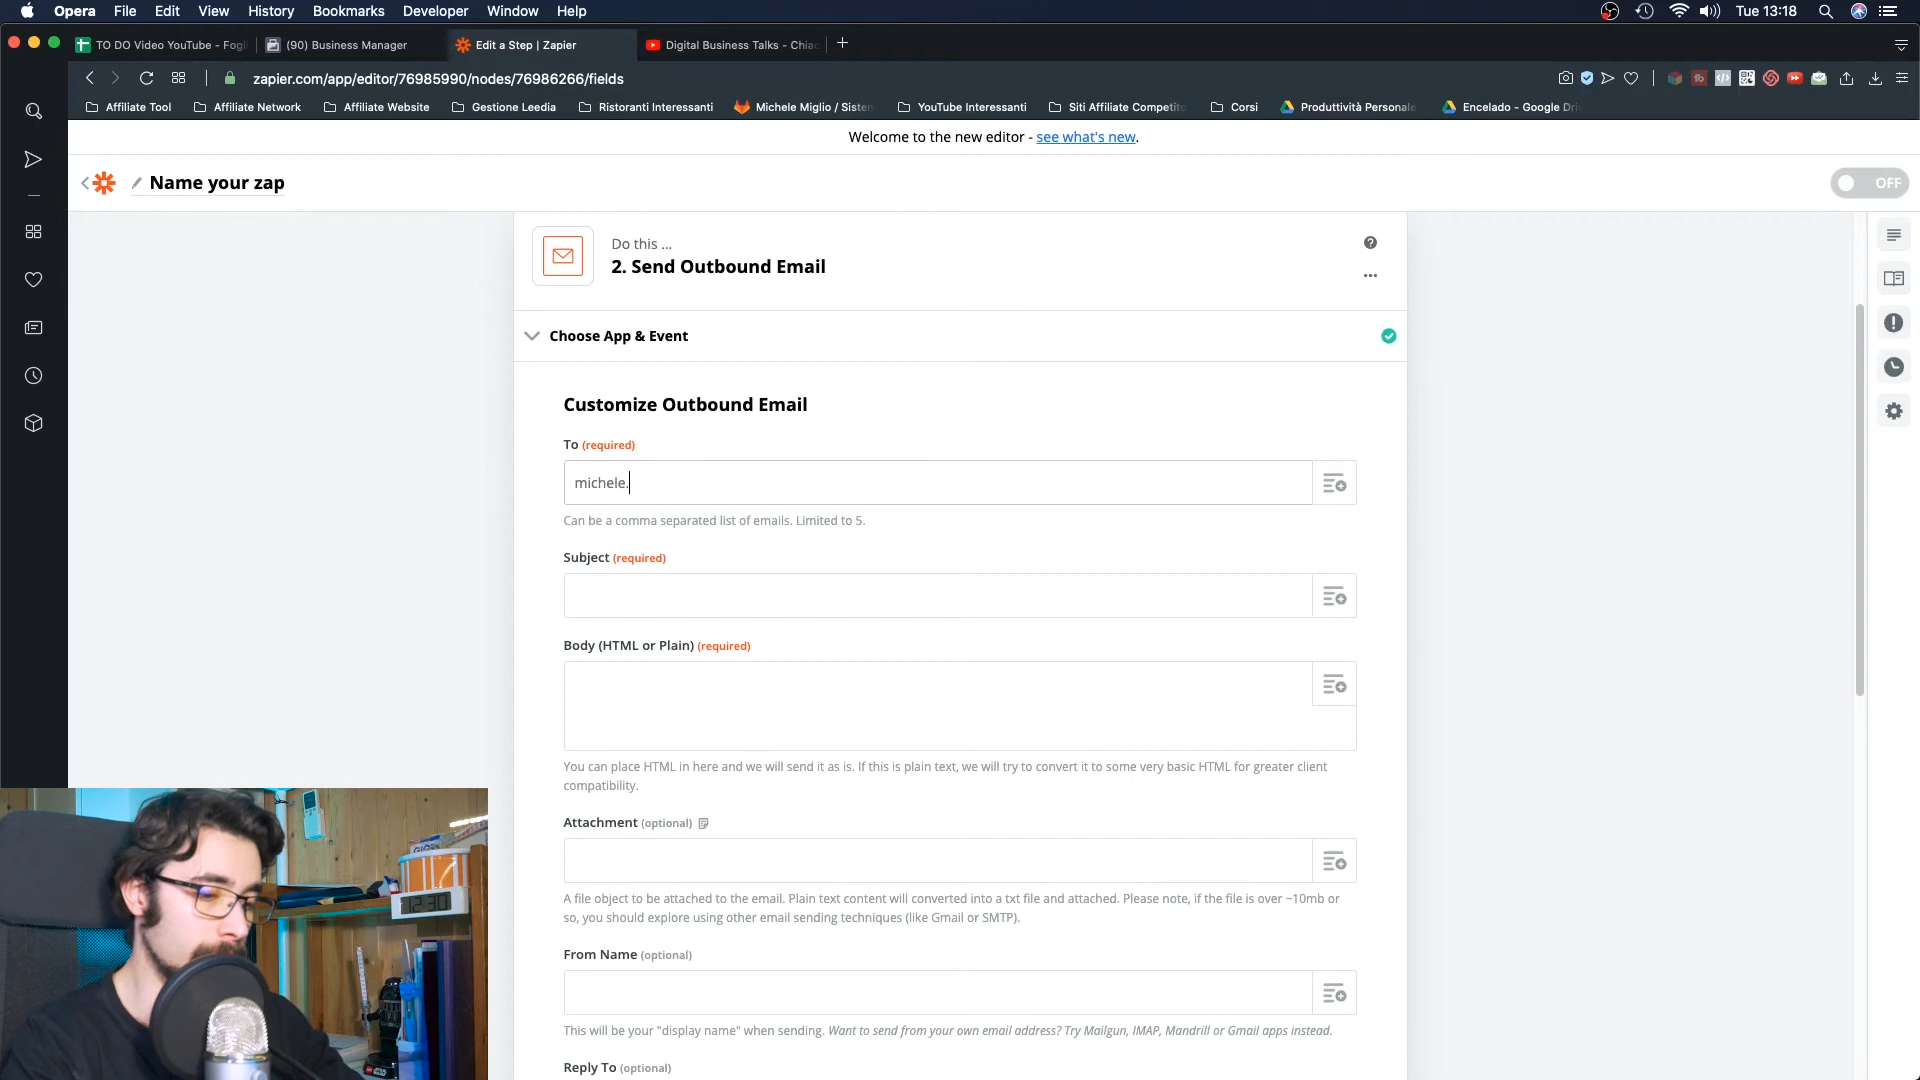 Opera File Edit View History Bookmarks Developer Window Help Tue 13:18
TO DO Video YouTube - Fogli (90) Business Manager Edit a Step | Zapier Digital Business Talks - Chiac
zapier.com/app/editor/76985990/nodes/76986266/fields
Affiliate Tool Affiliate Network Affiliate Website Gestione Leedia Ristoranti Interessanti Michele Miglio / Sistem YouTube Interessanti Siti Affiliate Competito Corsi Produttività Personale Encelado - Google Dri
Welcome to the new editor - see what's new.
Name your zap OFF
Do this ...
2. Send Outbound Email
Choose App & Event
Customize Outbound Email
To (required)
michele.
Can be a comma separated list of emails. Limited to 5.
Subject (required)
Body (HTML or Plain) (required)
You can place HTML in here and we will send it as is. If this is plain text, we will try to convert it to some very basic HTML for greater client
compatibility.
Attachment (optional)
A file object to be attached to the email. Plain text content will converted into a txt file and attached. Please note, if the file is over ~10mb or
so, you should explore using other email sending techniques (like Gmail or SMTP).
From Name (optional)
This will be your "display name" when sending. Want to send from your own email address? Try Mailgun, IMAP, Mandrill or Gmail apps instead.
Reply To (optional)
12:30